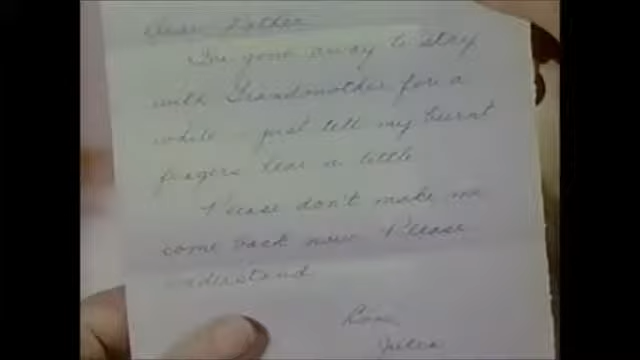 Dear Father
I've gone away to stay
with Grandmother for a
while just till my burnt
fingers heal a little
Please don't make me
come back now Please
understand
Love